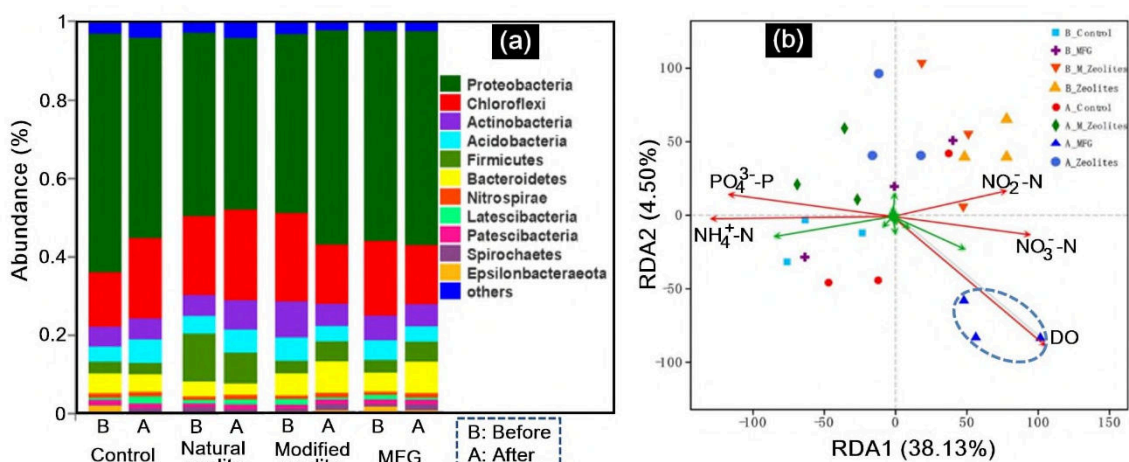 (a)
Abundance (%)
1
0.8
0.6
0.4
0.2
0
Proteobacteria
Chloroflexi
Actinobacteria
Acidobacteria
Firmicutes
Bacteroidetes
Nitrospirae
Latescibacteria
Patescibacteria
Spirochaetes
Epsilonbacteraeota
others
B A B A B A B A
Control Natural Modified MFG
B: Before
A: After
(b)
RDA2 (4.50%)
100
50
0
-50
-100
B_Control
B_MFG
B_M_Zeolites
B_Zeolites
A_Control
A_M_Zeolites
A_MFG
A_Zeolites
PO₄³⁻-P
NO₂⁻-N
NH₄⁺-N
NO₃⁻-N
DO
-100 -50 0 50 100 150
RDA1 (38.13%)